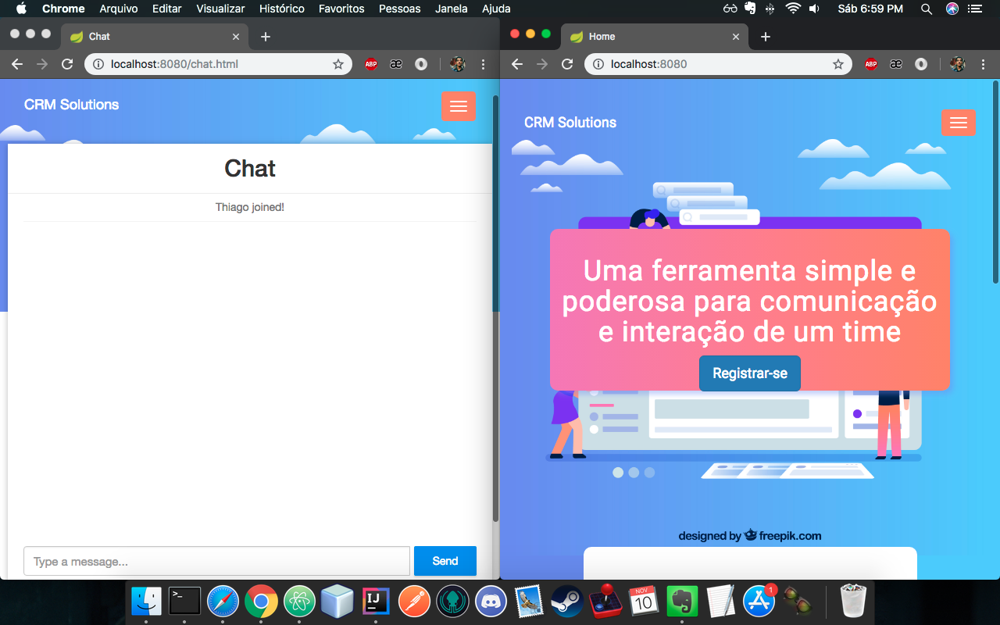 Chrome Arquivo Editar Visualizar Histórico Favoritos Pessoas Janela Ajuda Sáb 6:59 PM
Chat
localhost:8080/chat.html
ABP
æ
CRM Solutions
Chat
Thiago joined!
Type a message...
Send
Home
localhost:8080
ABP
æ
CRM Solutions
Uma ferramenta simple e
poderosa para comunicação
e interação de um time
Registrar-se
designed by freepik.com
>_
IJ
NOV
10
1